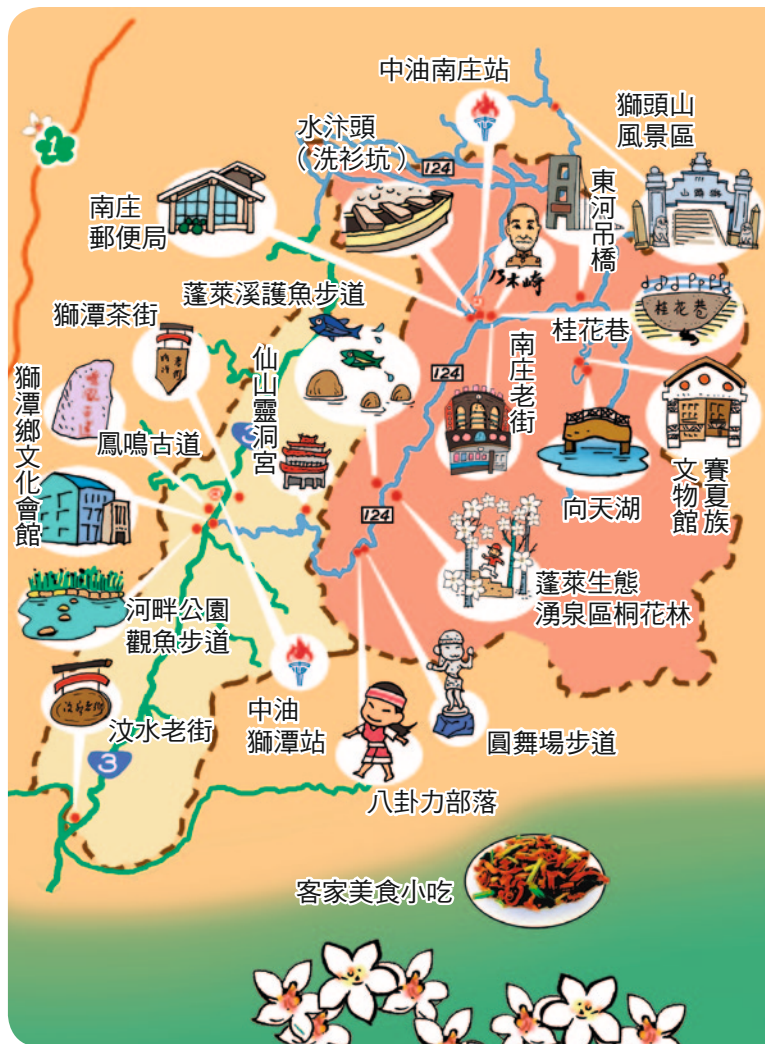 中油南庄站
獅頭山
風景區
水汴頭
（洗衫坑）
124
1
南庄
郵便局
東河吊橋
獅頭山
乃木崎
蓬萊溪護魚步道
桂花巷
桂花巷
獅潭茶街
仙山靈洞宮
124
南庄老街
獅潭鄉文化會館
鳳鳴古道
3
向天湖
賽夏族
文物館
124
蓬萊生態
湧泉區桐花林
河畔公園
觀魚步道
汶水老街
中油
獅潭站
圓舞場步道
3
八卦力部落
客家美食小吃